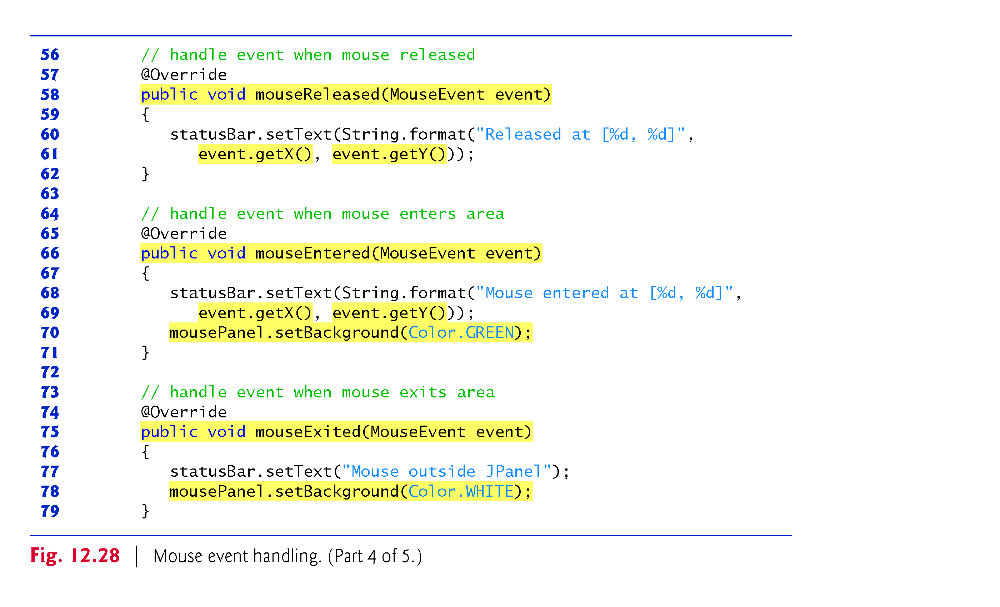 56 // handle event when mouse released
57 @Override
58 public void mouseReleased(MouseEvent event)
59 {
60 statusBar.setText(String.format("Released at [%d, %d]",
61 event.getX(), event.getY()));
62 }
63
64 // handle event when mouse enters area
65 @Override
66 public void mouseEntered(MouseEvent event)
67 {
68 statusBar.setText(String.format("Mouse entered at [%d, %d]",
69 event.getX(), event.getY()));
70 mousePanel.setBackground(Color.GREEN);
71 }
72
73 // handle event when mouse exits area
74 @Override
75 public void mouseExited(MouseEvent event)
76 {
77 statusBar.setText("Mouse outside JPanel");
78 mousePanel.setBackground(Color.WHITE);
79 }
Fig. 12.28 | Mouse event handling. (Part 4 of 5.)